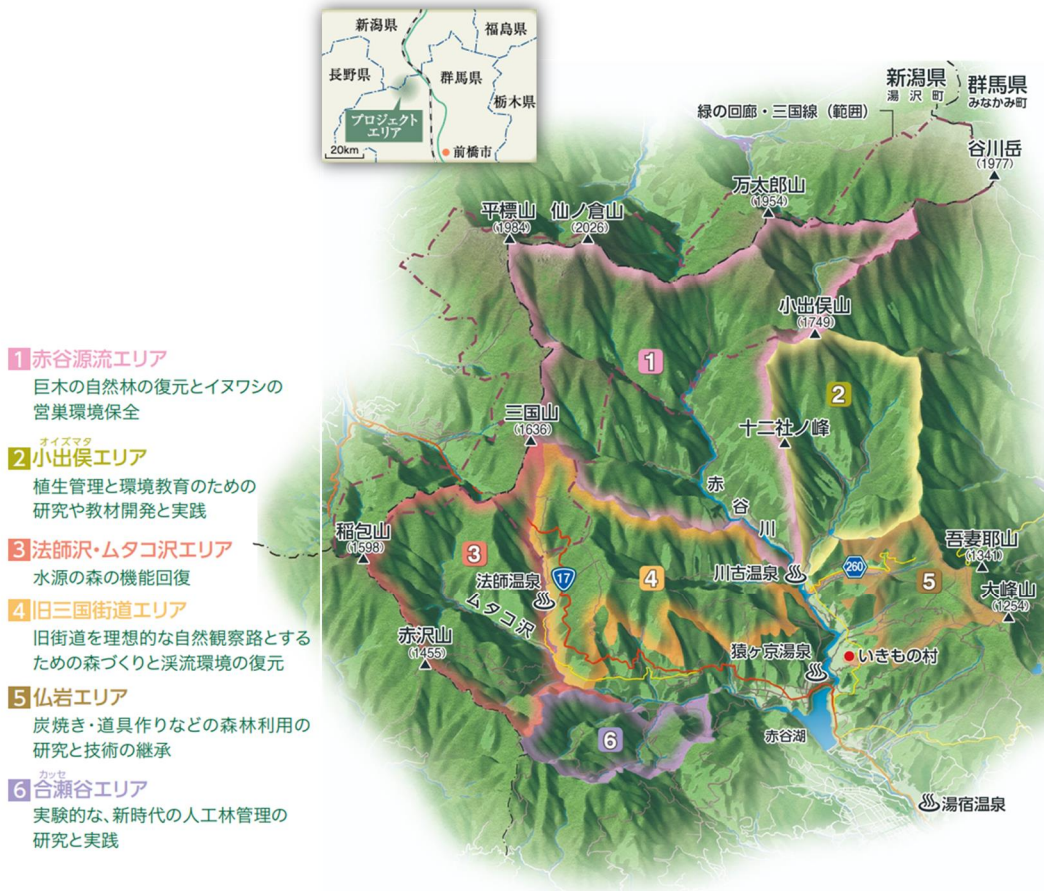 新潟県
福島県
長野県
群馬県
栃木県
プロジェクト
エリア
20km
前橋市
新潟県
湯沢町
群馬県
みなかみ町
緑の回廊・三国線（範囲）
谷川岳
(1977)
万太郎山
(1954)
平標山
(1984)
仙ノ倉山
(2026)
小出俣山
(1749)
1
2
三国山
(1636)
十二社ノ峰
赤谷川
稲包山
(1598)
3
法師温泉
17
4
川古温泉
260
吾妻耶山
(1341)
5
大峰山
(1254)
ムタコ沢
赤沢山
(1455)
猿ヶ京温泉
いきもの村
6
赤谷湖
湯宿温泉
1 赤谷源流エリア
巨木の自然林の復元とイヌワシの
営巣環境保全
オイズマタ
2 小出俣エリア
植生管理と環境教育のための
研究や教材開発と実践
3 法師沢・ムタコ沢エリア
水源の森の機能回復
4 旧三国街道エリア
旧街道を理想的な自然観察路とする
ための森づくりと渓流環境の復元
5 仏岩エリア
炭焼き・道具作りなどの森林利用の
研究と技術の継承
カッセ
6 合瀬谷エリア
実験的な、新時代の人工林管理の
研究と実践